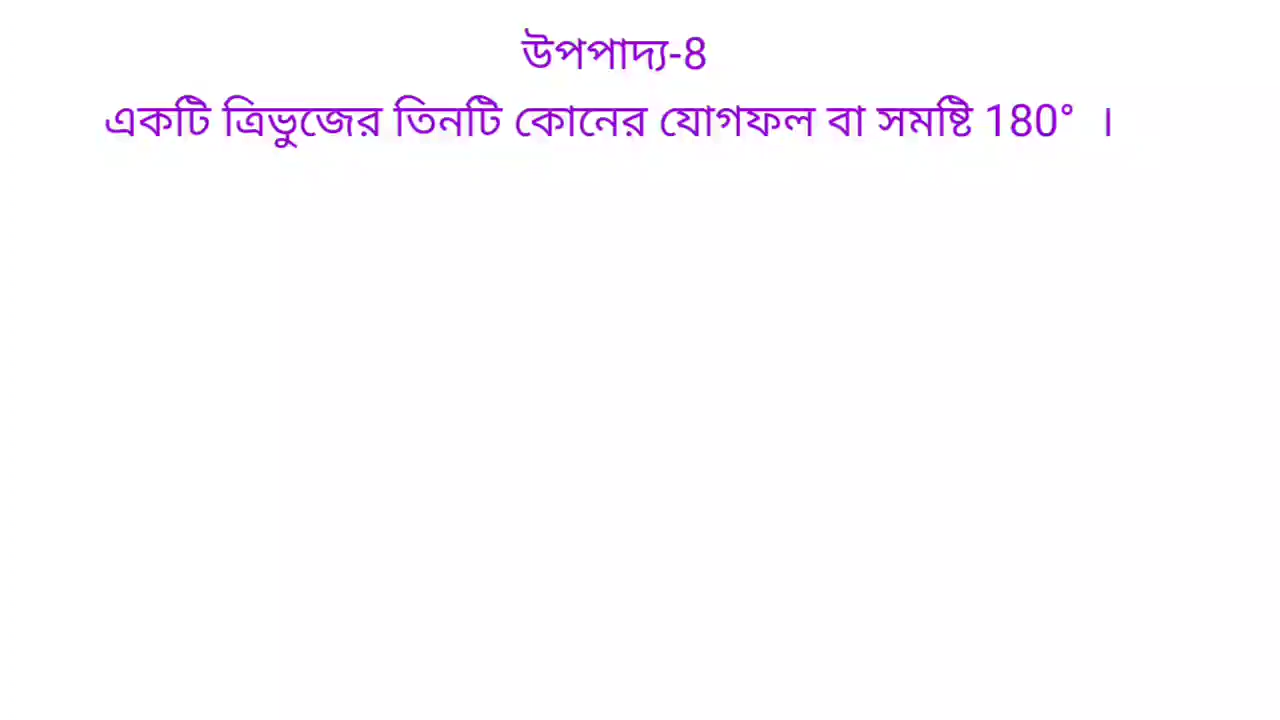 উপপাদ্য-8
একটি ত্রিভুজের তিনটি কোনের যোগফল বা সমষ্টি 180° ।